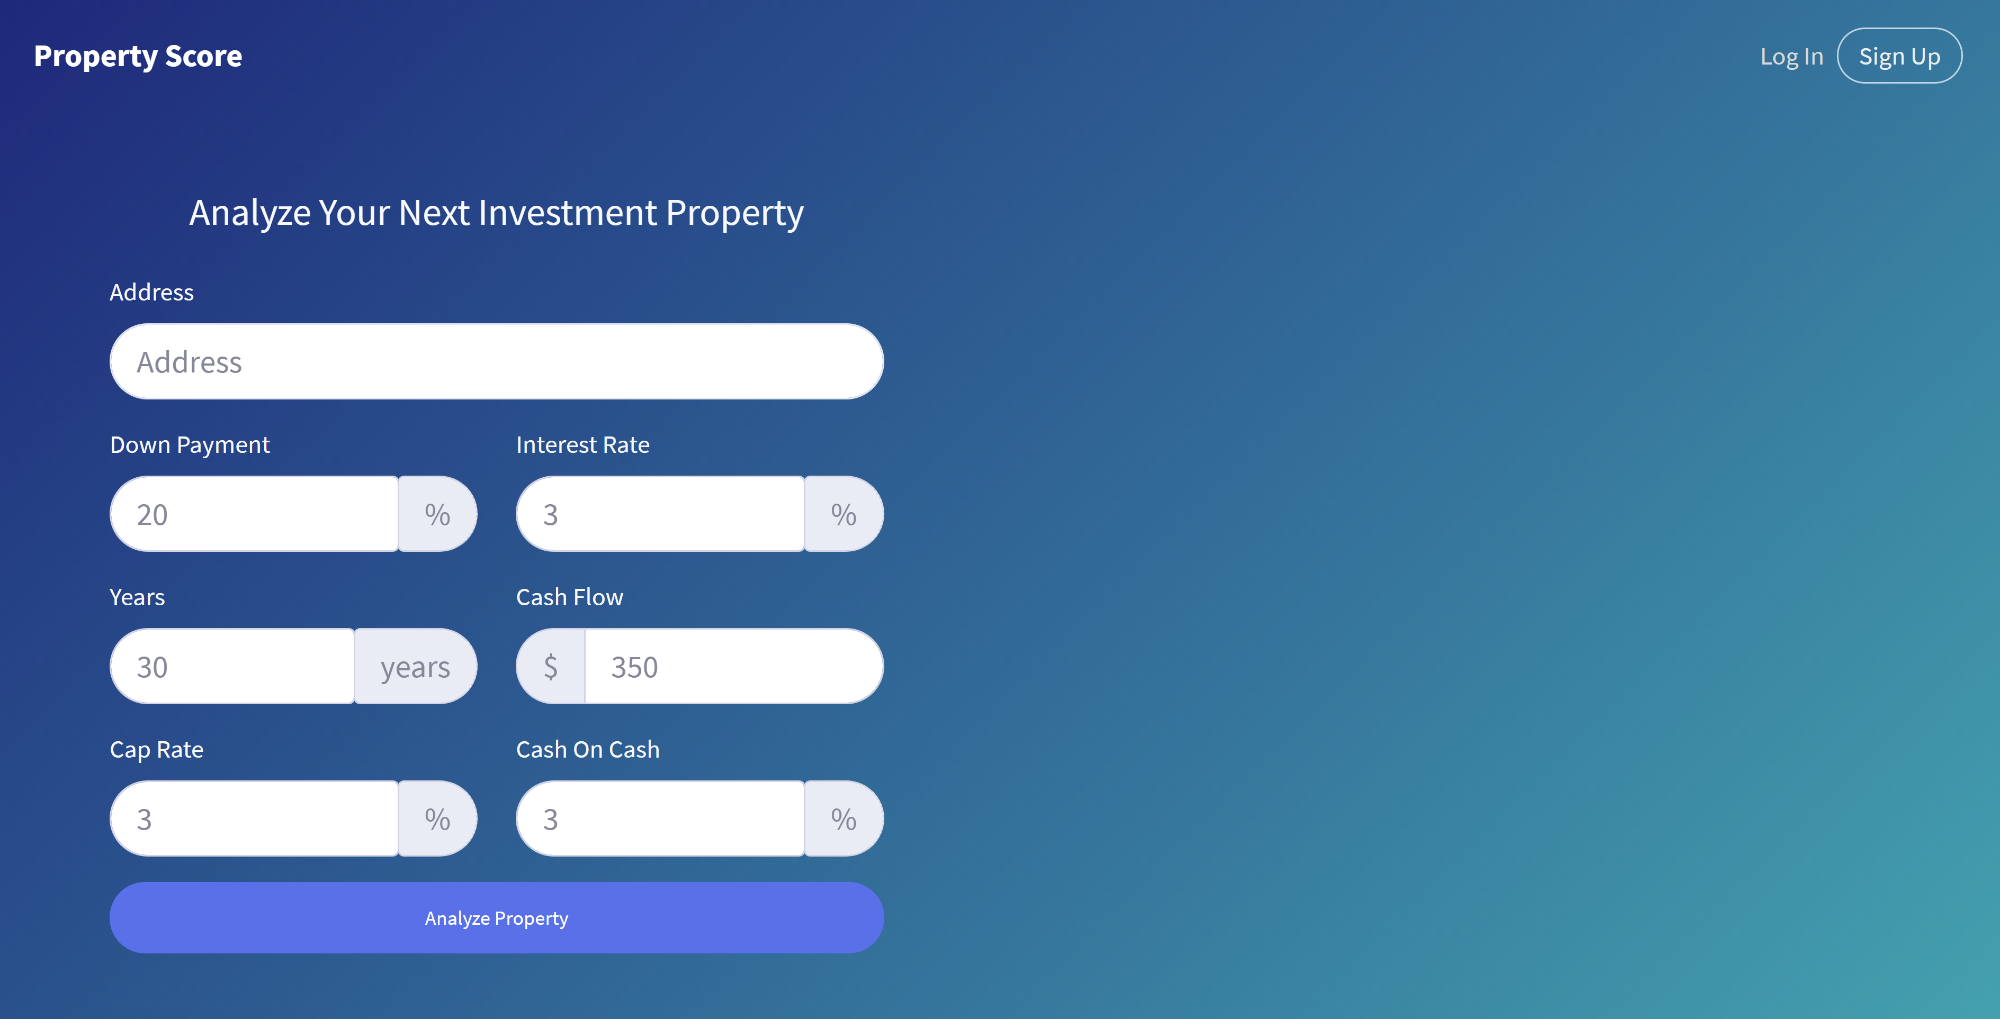 Property Score
Log In
Sign Up
Analyze Your Next Investment Property
Address
Address
Down Payment
Interest Rate
20 %
3 %
Years
Cash Flow
30 years
$ 350
Cap Rate
Cash On Cash
3 %
3 %
Analyze Property